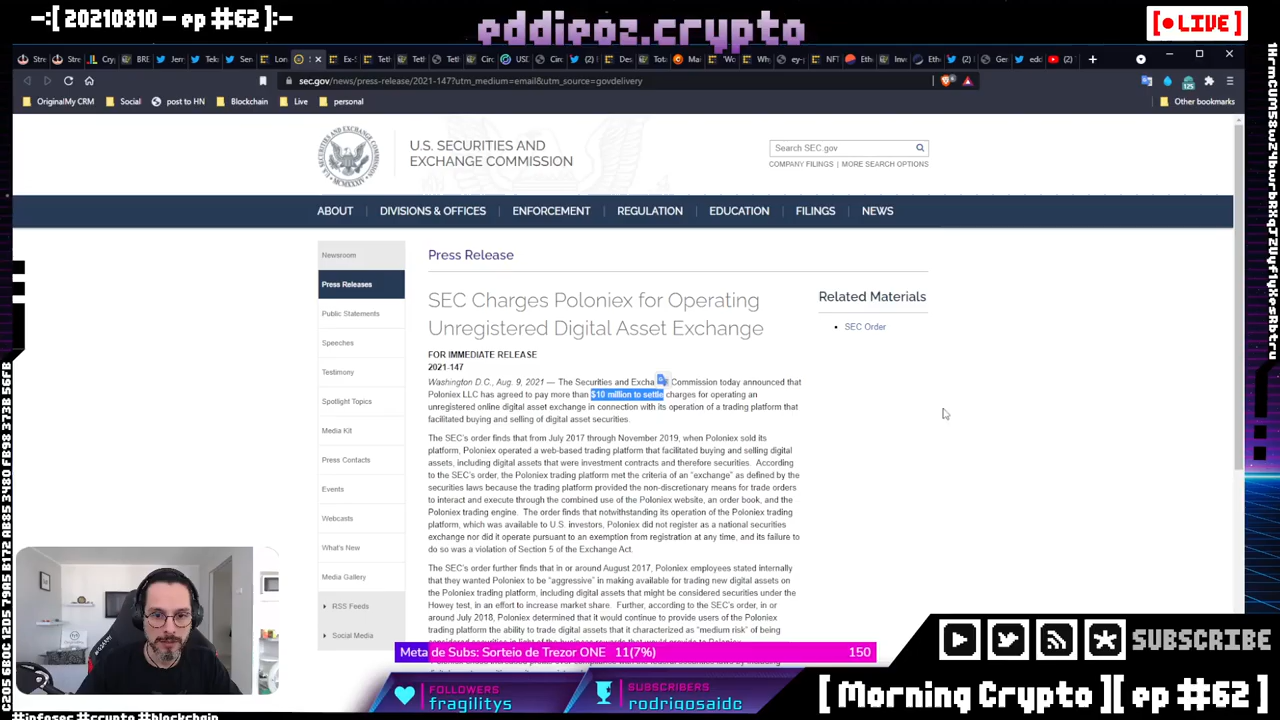 -:[ 20210810 - ep #62 ]:-
eddieoz.crypto
[● LIVE]
sec.gov/news/press-release/2021-147?utm_medium=email&utm_source=govdelivery
OriginalMy CRM
Social
post to HN
Blockchain
Live
personal
Other bookmarks
U.S. SECURITIES AND
EXCHANGE COMMISSION
Search SEC.gov
COMPANY FILINGS | MORE SEARCH OPTIONS
ABOUT
DIVISIONS & OFFICES
ENFORCEMENT
REGULATION
EDUCATION
FILINGS
NEWS
Newsroom
Press Releases
Public Statements
Speeches
Testimony
Spotlight Topics
Media Kit
Press Contacts
Events
Webcasts
What's New
Media Gallery
RSS Feeds
Social Media
Press Release
SEC Charges Poloniex for Operating
Unregistered Digital Asset Exchange
FOR IMMEDIATE RELEASE
2021-147
Washington D.C., Aug. 9, 2021 — The Securities and Excha Commission today announced that
Poloniex LLC has agreed to pay more than $10 million to settle charges for operating an
unregistered online digital asset exchange in connection with its operation of a trading platform that
facilitated buying and selling of digital asset securities.
The SEC's order finds that from July 2017 through November 2019, when Poloniex sold its
platform, Poloniex operated a web-based trading platform that facilitated buying and selling digital
assets, including digital assets that were investment contracts and therefore securities. According
to the SEC's order, the Poloniex trading platform met the criteria of an "exchange" as defined by the
securities laws because the trading platform provided the non-discretionary means for trade orders
to interact and execute through the combined use of the Poloniex website, an order book, and the
Poloniex trading engine. The order finds that notwithstanding its operation of the Poloniex trading
platform, which was available to U.S. investors, Poloniex did not register as a national securities
exchange nor did it operate pursuant to an exemption from registration at any time, and its failure to
do so was a violation of Section 5 of the Exchange Act.
The SEC's order further finds that in or around August 2017, Poloniex employees stated internally
that they wanted Poloniex to be "aggressive" in making available for trading new digital assets on
the Poloniex trading platform, including digital assets that might be considered securities under the
Howey test, in an effort to increase market share. Further, according to the SEC's order, in or
around July 2018, Poloniex determined that it would continue to provide users of the Poloniex
trading platform the ability to trade digital assets that it characterized as "medium risk" of being
Related Materials
SEC Order
Meta de Subs: Sorteio de Trezor ONE 11(7%)
150
FOLLOWERS
fragilitys
SUBSCRIBERS
rodrigosaidc
SUBSCRIBE
[ Morning Crypto ][ ep #62 ]
#infosec #crypto #blockchain